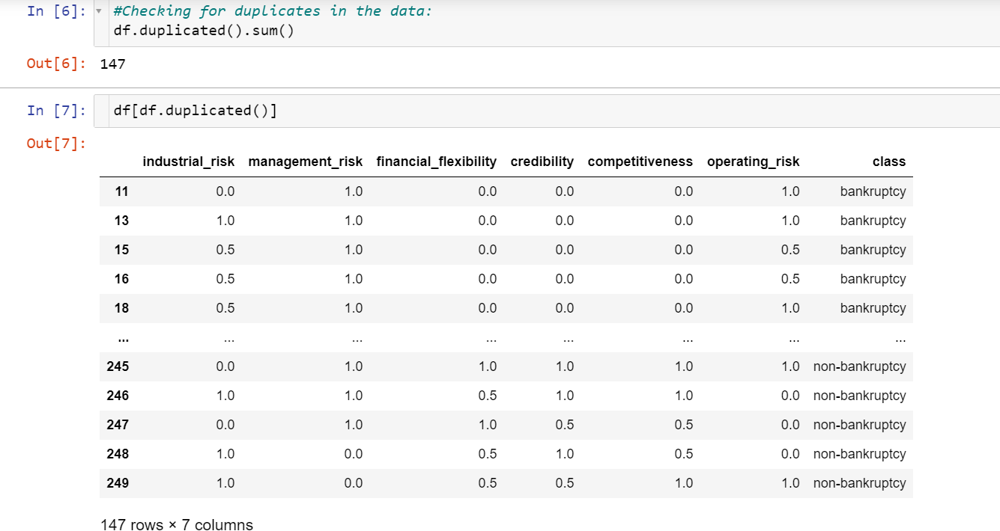 In [6]: #Checking for duplicates in the data:
df.duplicated().sum()
Out[6]: 147
In [7]: df[df.duplicated()]
Out[7]:
industrial_risk management_risk financial_flexibility credibility competitiveness operating_risk class
11 0.0 1.0 0.0 0.0 0.0 1.0 bankruptcy
13 1.0 1.0 0.0 0.0 0.0 1.0 bankruptcy
15 0.5 1.0 0.0 0.0 0.0 0.5 bankruptcy
16 0.5 1.0 0.0 0.0 0.0 0.5 bankruptcy
18 0.5 1.0 0.0 0.0 0.0 1.0 bankruptcy
... ... ... ... ... ... ... ...
245 0.0 1.0 1.0 1.0 1.0 1.0 non-bankruptcy
246 1.0 1.0 0.5 1.0 1.0 0.0 non-bankruptcy
247 0.0 1.0 1.0 0.5 0.5 0.0 non-bankruptcy
248 1.0 0.0 0.5 1.0 0.5 0.0 non-bankruptcy
249 1.0 0.0 0.5 0.5 1.0 1.0 non-bankruptcy
147 rows × 7 columns